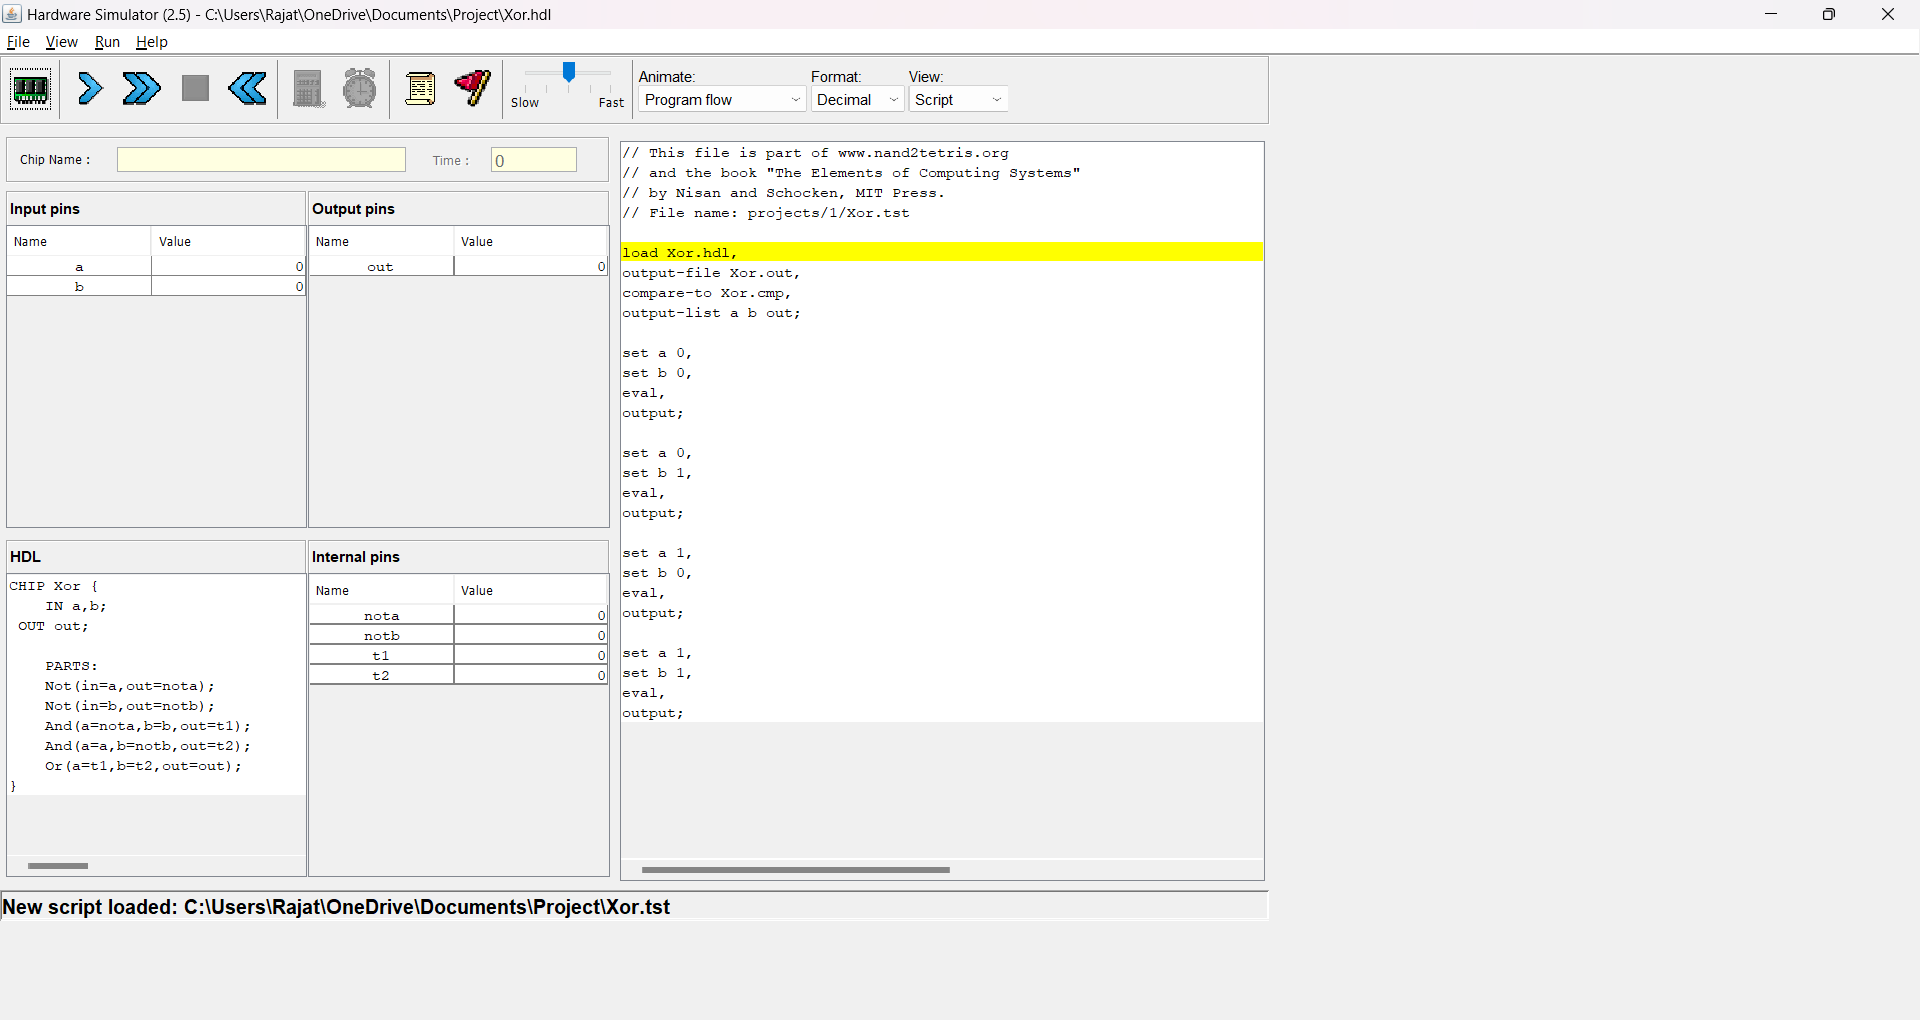 Hardware Simulator (2.5) - C:\Users\Rajat\OneDrive\Documents\Project\Xor.hdl
File View Run Help
Slow Fast
Animate: Format: View:
Program flow Decimal Script
Chip Name : Time : 0
Input pins
Name Value
a 0
b 0
Output pins
Name Value
out 0
HDL
CHIP Xor {
IN a,b;
OUT out;
PARTS:
Not(in=a,out=nota);
Not(in=b,out=notb);
And(a=nota,b=b,out=t1);
And(a=a,b=notb,out=t2);
Or(a=t1,b=t2,out=out);
}
Internal pins
Name Value
nota 0
notb 0
t1 0
t2 0
// This file is part of www.nand2tetris.org
// and the book "The Elements of Computing Systems"
// by Nisan and Schocken, MIT Press.
// File name: projects/1/Xor.tst
load Xor.hdl,
output-file Xor.out,
compare-to Xor.cmp,
output-list a b out;
set a 0,
set b 0,
eval,
output;
set a 0,
set b 1,
eval,
output;
set a 1,
set b 0,
eval,
output;
set a 1,
set b 1,
eval,
output;
New script loaded: C:\Users\Rajat\OneDrive\Documents\Project\Xor.tst